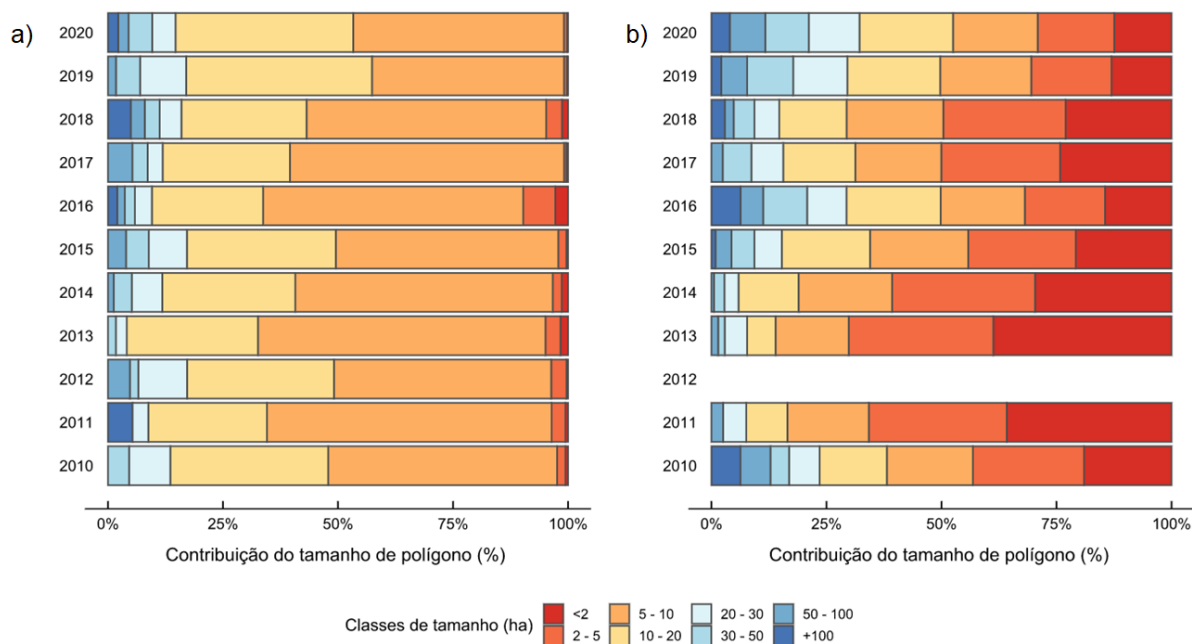 a)
2020
2019
2018
2017
2016
2015
2014
2013
2012
2011
2010
0% 25% 50% 75% 100%
Contribuição do tamanho de polígono (%)
b)
2020
2019
2018
2017
2016
2015
2014
2013
2012
2011
2010
0% 25% 50% 75% 100%
Contribuição do tamanho de polígono (%)
Classes de tamanho (ha)
<2 5 - 10 20 - 30 50 - 100
2 - 5 10 - 20 30 - 50 +100